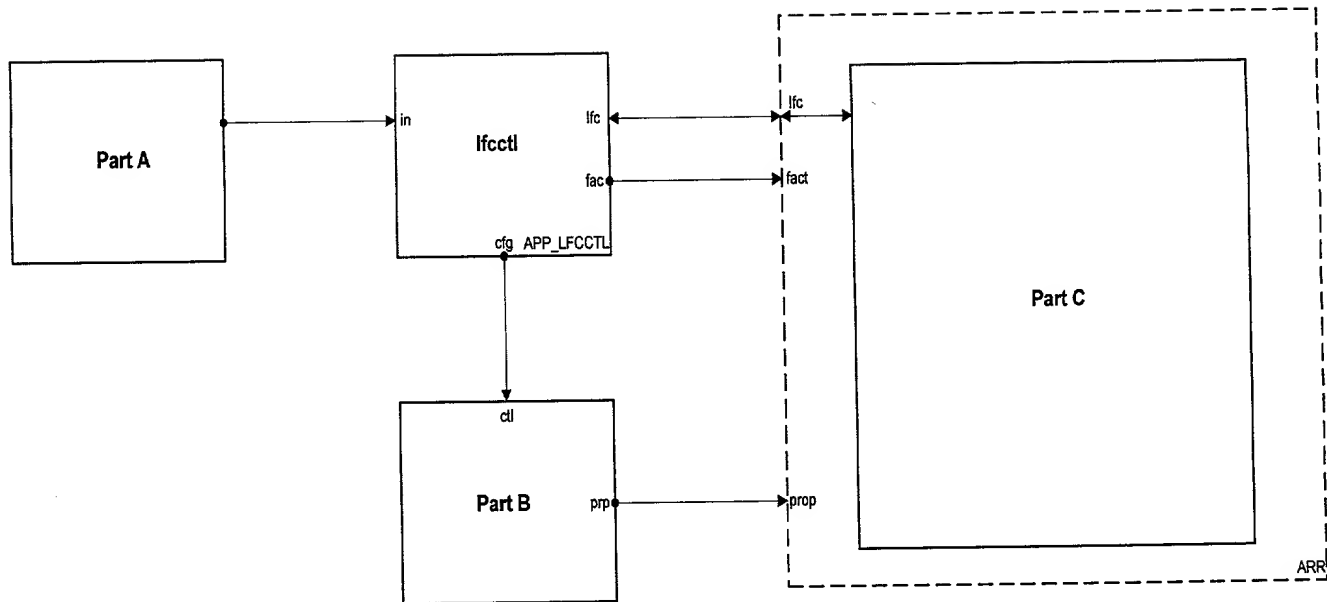 Part A
in
lfcctl
lfc
fac
cfg APP_LFCCTL
lfc
fact
Part C
ctl
Part B
prp
prop
ARR